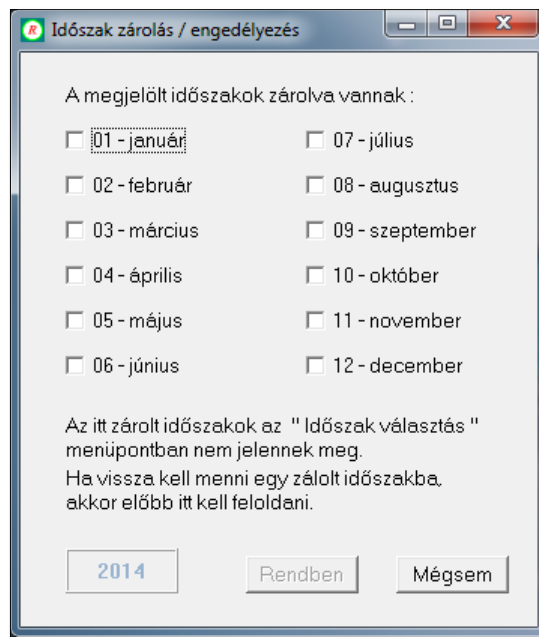 Időszak zárolás / engedélyezés
A megjelölt időszakok zárolva vannak :
01 - január
07 - július
02 - február
08 - augusztus
03 - március
09 - szeptember
04 - április
10 - október
05 - május
11 - november
06 - június
12 - december
Az itt zárolt időszakok az " Időszak választás "
menüpontban nem jelennek meg.
Ha vissza kell menni egy zálolt időszakba,
akkor előbb itt kell feloldani.
2014
Rendben
Mégsem